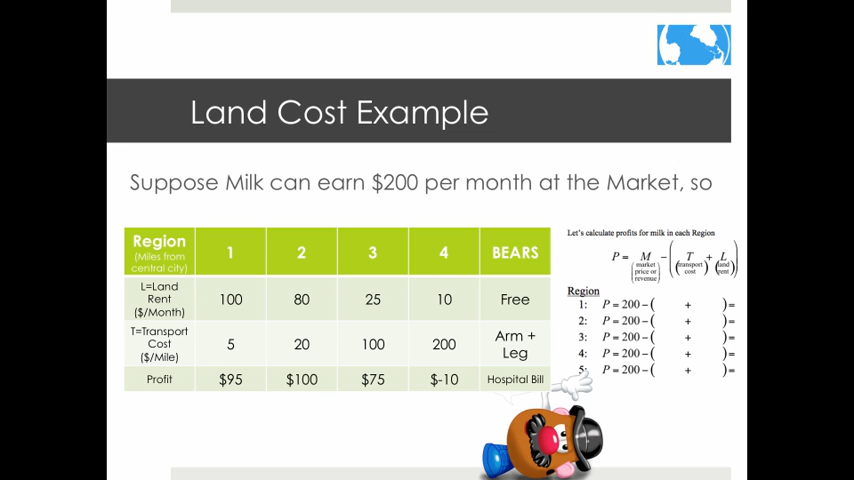 Land Cost Example
Suppose Milk can earn $200 per month at the Market, so
Region
(Miles from
central city)
1 2 3 4 BEARS
L=Land
Rent
($/Month)
100 80 25 10 Free
T=Transport
Cost
($/Mile)
5 20 100 200 Arm +
Leg
Profit $95 $100 $75 $-10 Hospital Bill
Let's calculate profits for milk in each Region
P = M − ( T + L )
(market
price or
revenue)
(transport
cost)
(land
rent)
Region
1: P = 200 − ( + ) =
2: P = 200 − ( + ) =
3: P = 200 − ( + ) =
4: P = 200 − ( + ) =
5: P = 200 − ( + ) =